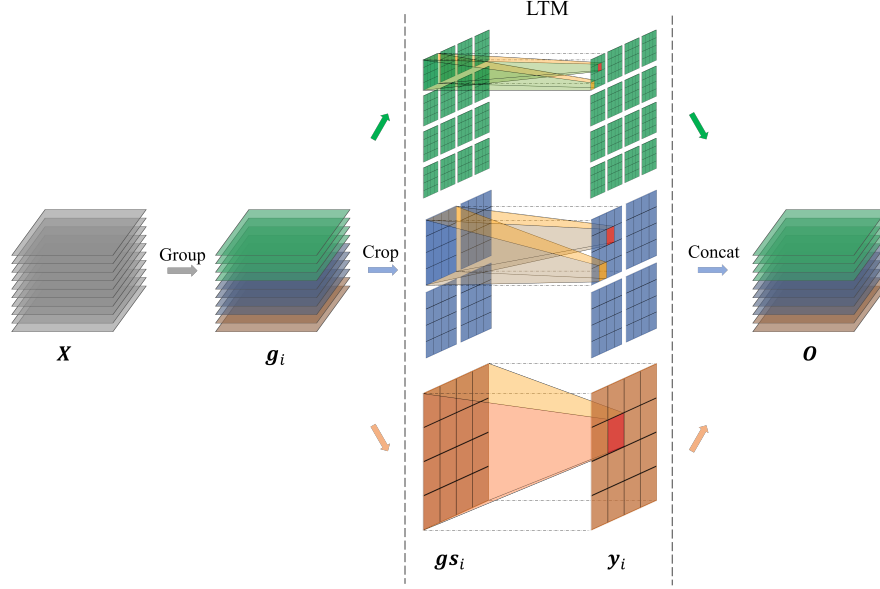 LTM
Group
Crop
Concat
X
g_i
O
gs_i
y_i